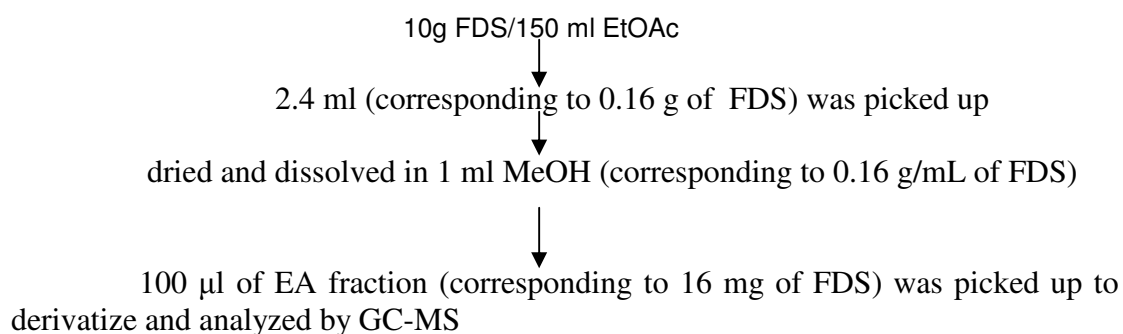 10g FDS/150 ml EtOAc
2.4 ml (corresponding to 0.16 g of  FDS) was picked up
dried and dissolved in 1 ml MeOH (corresponding to 0.16 g/mL of FDS)
100 μl of EA fraction (corresponding to 16 mg of FDS) was picked up to
derivatize and analyzed by GC-MS